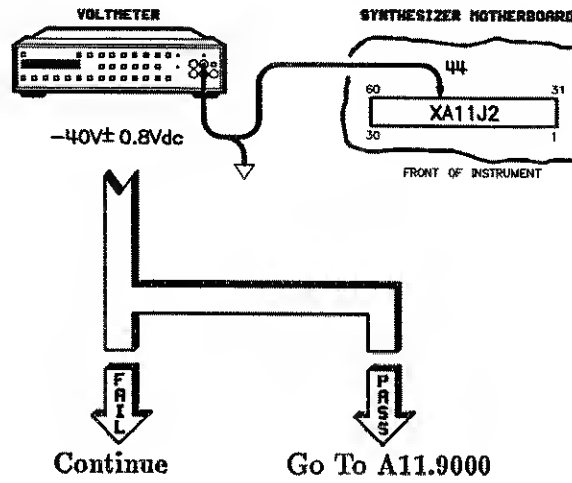 VOLTMETER
SYNTHESIZER MOTHERBOARD
44
60 31
XA11J2
30 1
-40V± 0.8Vdc
FRONT OF INSTRUMENT
FAIL
PASS
Continue
Go To A11.9000